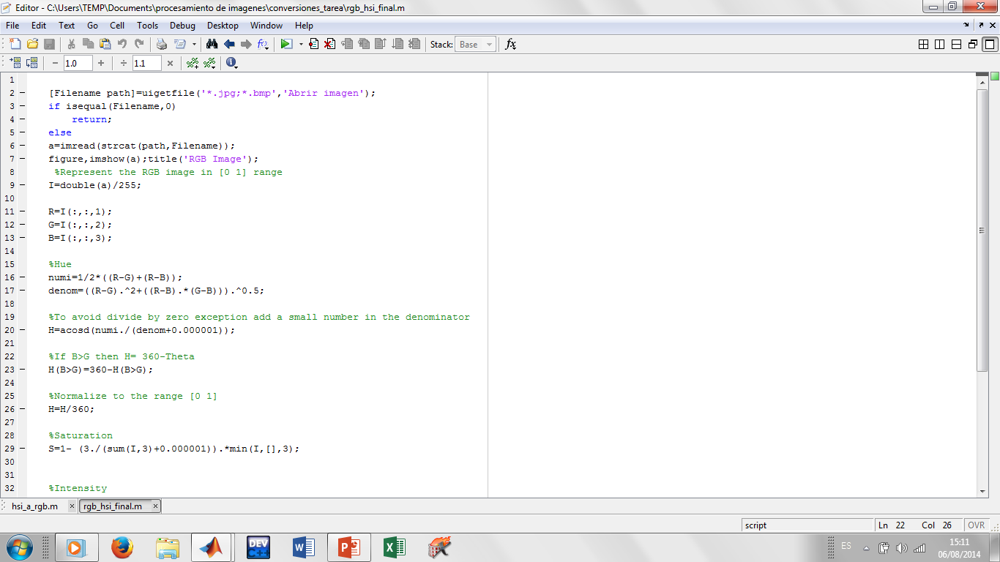 Editor - C:\Users\TEMP\Documents\procesamiento de imagenes\conversiones_tarea\rgb_hsi_final.m
File Edit Text Go Cell Tools Debug Desktop Window Help
Stack: Base fx
− 1.0 + ÷ 1.1 ×
1
2 − [Filename path]=uigetfile('*.jpg;*.bmp','Abrir imagen');
3 − if isequal(Filename,0)
4 − return;
5 − else
6 − a=imread(strcat(path,Filename));
7 − figure,imshow(a);title('RGB Image');
8 %Represent the RGB image in [0 1] range
9 − I=double(a)/255;
10
11 − R=I(:,:,1);
12 − G=I(:,:,2);
13 − B=I(:,:,3);
14
15 %Hue
16 − numi=1/2*((R-G)+(R-B));
17 − denom=((R-G).^2+((R-B).*(G-B))).^0.5;
18
19 %To avoid divide by zero exception add a small number in the denominator
20 − H=acosd(numi./(denom+0.000001));
21
22 %If B>G then H= 360-Theta
23 − H(B>G)=360-H(B>G);
24
25 %Normalize to the range [0 1]
26 − H=H/360;
27
28 %Saturation
29 − S=1- (3./(sum(I,3)+0.000001)).*min(I,[],3);
30
31
32 %Intensity
hsi_a_rgb.m × rgb_hsi_final.m ×
script Ln 22 Col 26 OVR
DEV C++ ES 15:11
06/08/2014